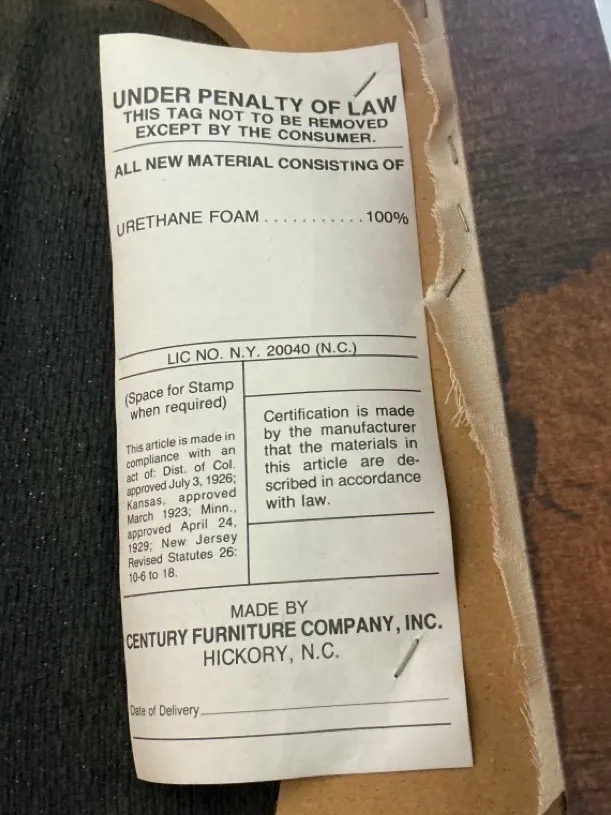 UNDER PENALTY OF LAW
THIS TAG NOT TO BE REMOVED
EXCEPT BY THE CONSUMER.
ALL NEW MATERIAL CONSISTING OF
URETHANE FOAM ........... 100%
LIC NO. N.Y. 20040 (N.C.)
(Space for Stamp
when required)
This article is made in
compliance with an
act of: Dist. of Col.
approved July 3, 1926;
Kansas, approved
March 1923; Minn.,
approved April 24,
1929; New Jersey
Revised Statutes 26:
10-6 to 18.
Certification is made
by the manufacturer
that the materials in
this article are de-
scribed in accordance
with law.
MADE BY
CENTURY FURNITURE COMPANY, INC.
HICKORY, N.C.
Date of Delivery